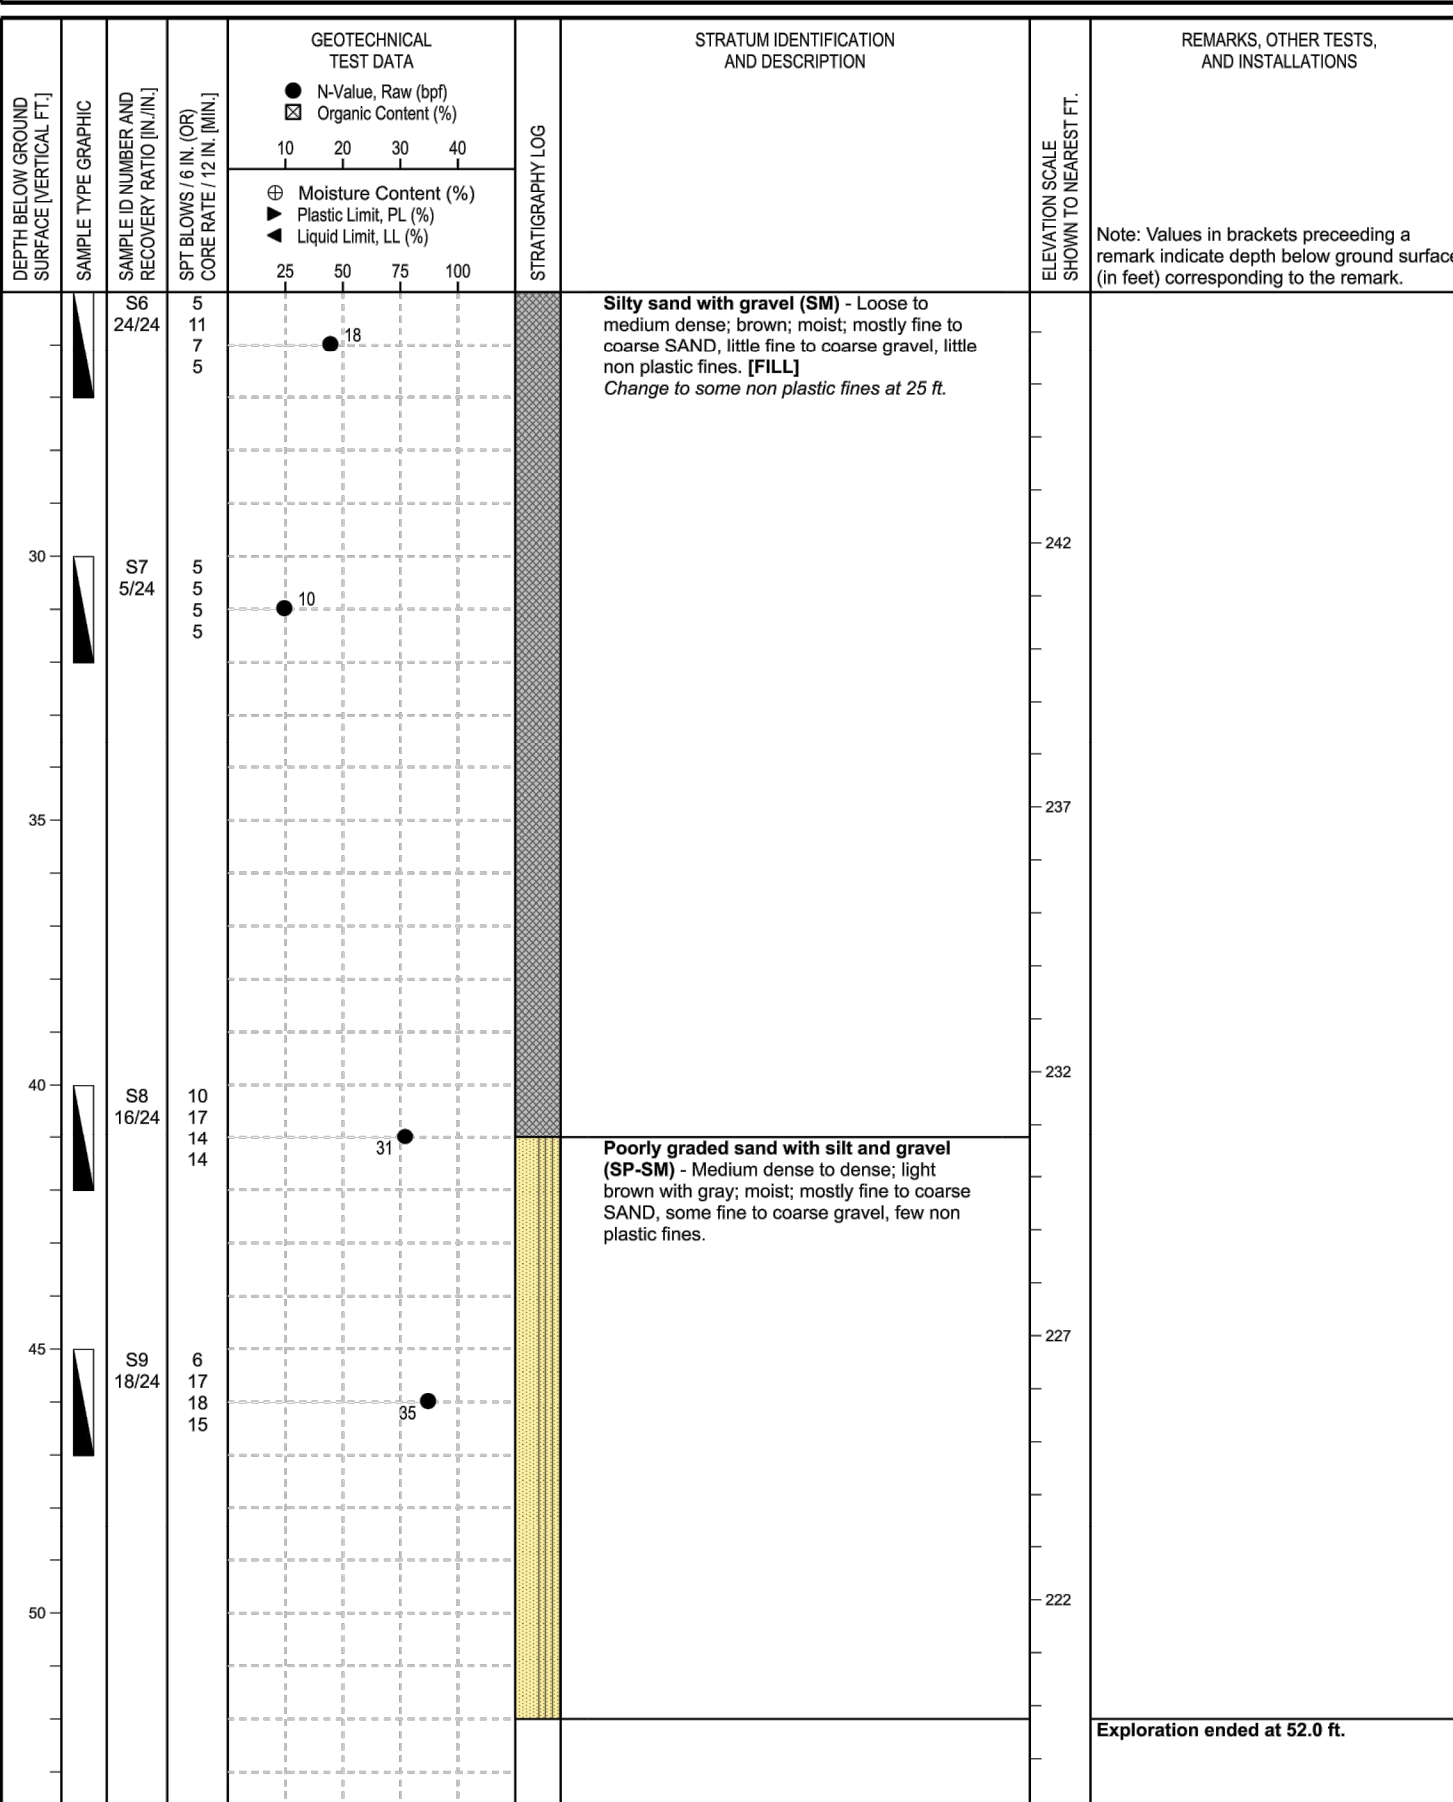 DEPTH BELOW GROUND
SURFACE [VERTICAL FT.]
SAMPLE TYPE GRAPHIC
SAMPLE ID NUMBER AND
RECOVERY RATIO [IN./IN.]
SPT BLOWS / 6 IN. (OR)
CORE RATE / 12 IN. [MIN.]
GEOTECHNICAL
TEST DATA
N-Value, Raw (bpf)
Organic Content (%)
10 20 30 40
Moisture Content (%)
Plastic Limit, PL (%)
Liquid Limit, LL (%)
25 50 75 100
STRATIGRAPHY LOG
STRATUM IDENTIFICATION
AND DESCRIPTION
ELEVATION SCALE
SHOWN TO NEAREST FT.
REMARKS, OTHER TESTS,
AND INSTALLATIONS
Note: Values in brackets preceeding a
remark indicate depth below ground surface
(in feet) corresponding to the remark.
S6
24/24
5
11
7
5
18
Silty sand with gravel (SM) - Loose to
medium dense; brown; moist; mostly fine to
coarse SAND, little fine to coarse gravel, little
non plastic fines. [FILL]
Change to some non plastic fines at 25 ft.
30
S7
5/24
5
5
5
5
10
242
35
237
40
S8
16/24
10
17
14
14
31
232
Poorly graded sand with silt and gravel
(SP-SM) - Medium dense to dense; light
brown with gray; moist; mostly fine to coarse
SAND, some fine to coarse gravel, few non
plastic fines.
45
S9
18/24
6
17
18
15
35
227
50
222
Exploration ended at 52.0 ft.